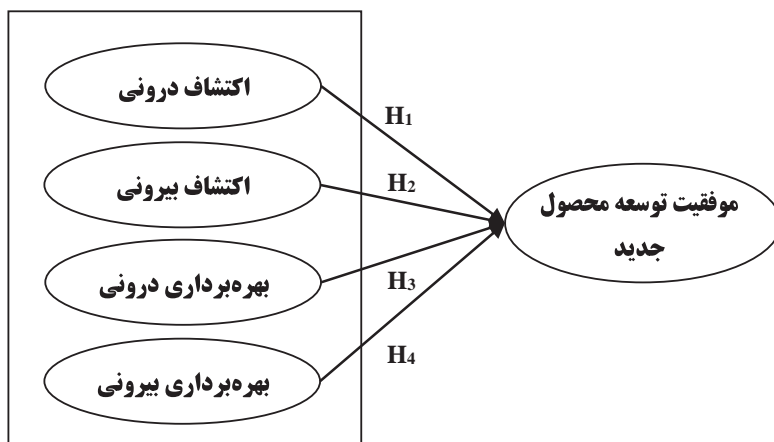 اکتشاف درونی
H1
اکتشاف بیرونی
H2
موفقیت توسعه محصول
جدید
بهره‌برداری درونی
H3
بهره‌برداری بیرونی
H4